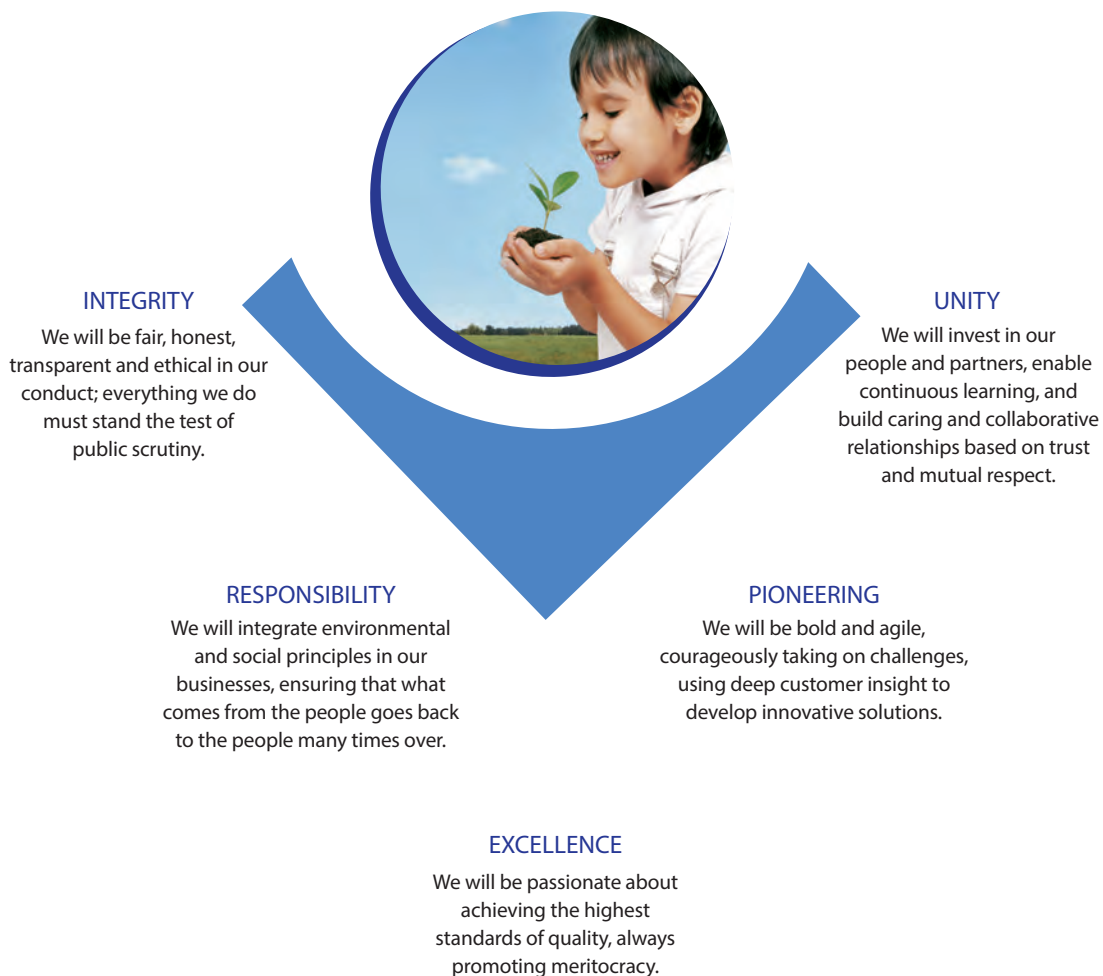 INTEGRITY
We will be fair, honest,
transparent and ethical in our
conduct; everything we do
must stand the test of
public scrutiny.
UNITY
We will invest in our
people and partners, enable
continuous learning, and
build caring and collaborative
relationships based on trust
and mutual respect.
RESPONSIBILITY
We will integrate environmental
and social principles in our
businesses, ensuring that what
comes from the people goes back
to the people many times over.
PIONEERING
We will be bold and agile,
courageously taking on challenges,
using deep customer insight to
develop innovative solutions.
EXCELLENCE
We will be passionate about
achieving the highest
standards of quality, always
promoting meritocracy.